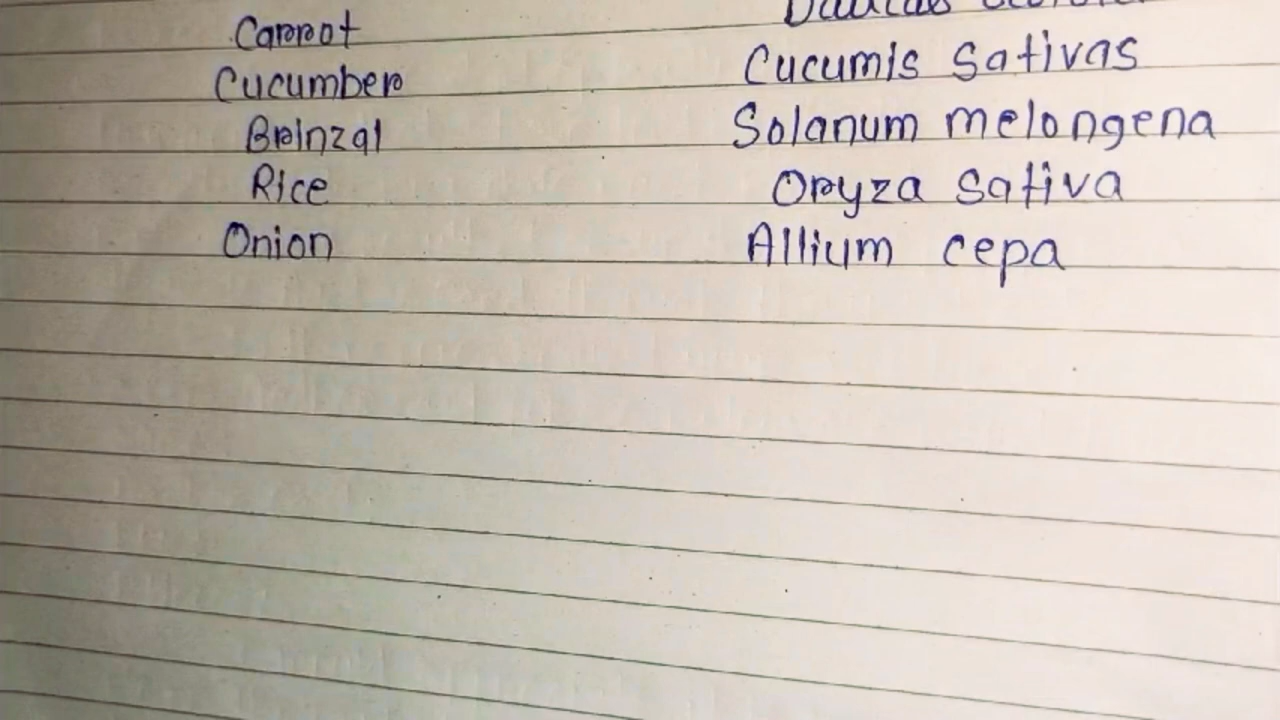 Carrot
Cucumber Cucumis Sativas
Brinzal Solanum melongena
Rice Oryza Sativa
Onion Allium cepa